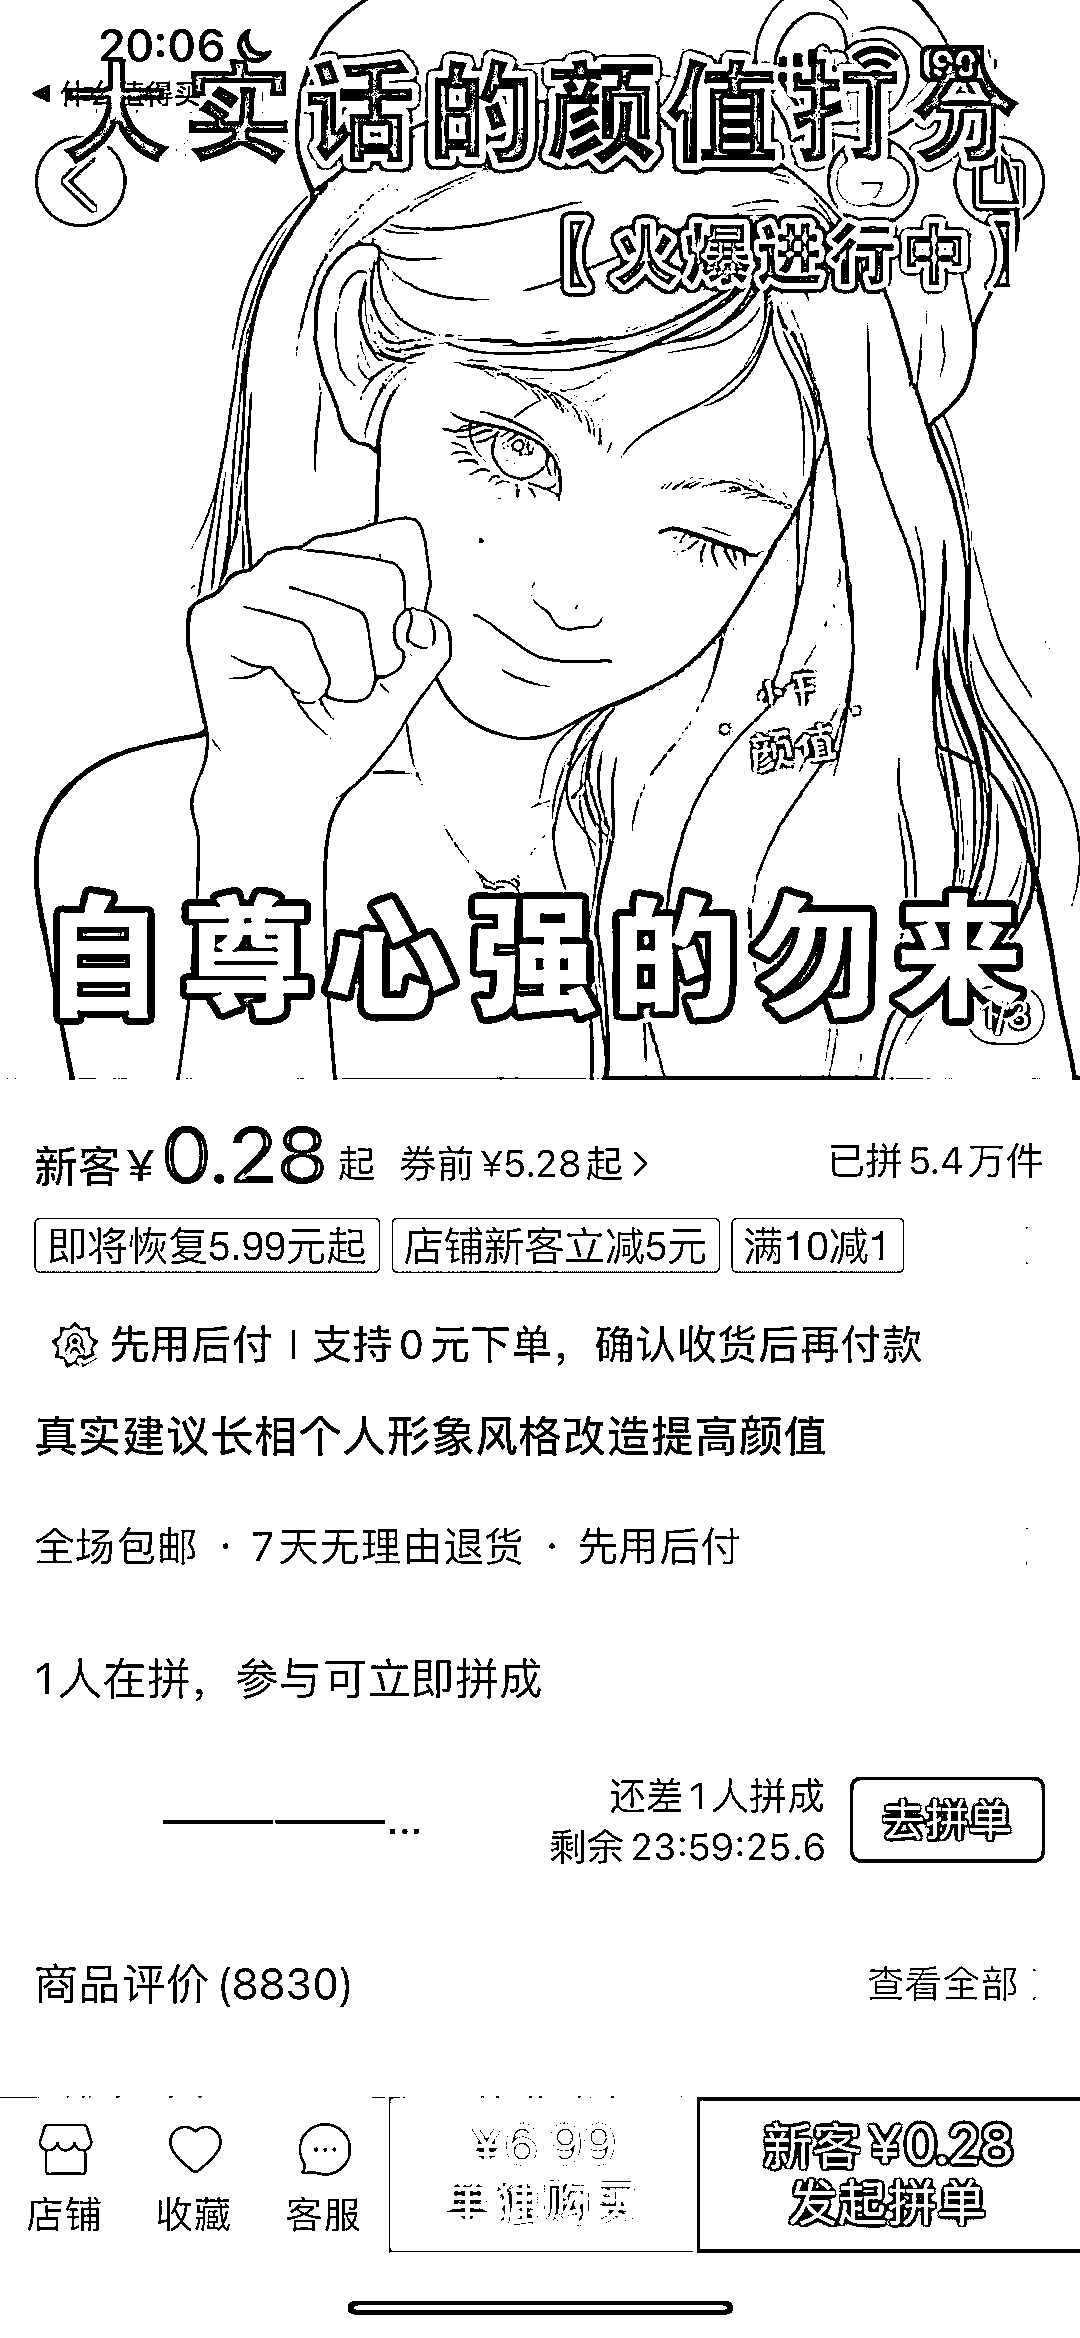 20:06
大实话的颜值打分
【火爆进行中】
颜值
自尊心强的勿来
1/3
新客¥0.28起 券前¥5.28起 已拼5.4万件
即将恢复5.99元起 店铺新客立减5元 满10减1
先用后付 | 支持0元下单，确认收货后再付款
真实建议长相个人形象风格改造提高颜值
全场包邮 · 7天无理由退货 · 先用后付
1人在拼，参与可立即拼成
还差1人拼成
剩余23:59:25.6
去拼单
商品评价(8830) 查看全部
店铺 收藏 客服
¥6.99
单独购买
新客¥0.28
发起拼单